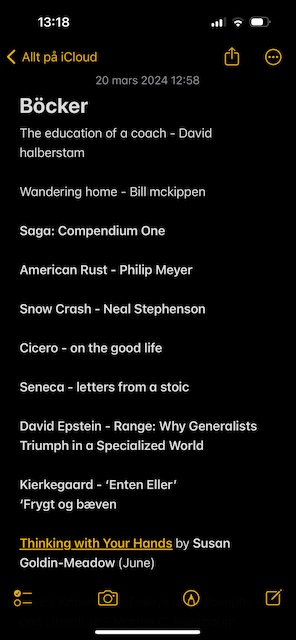 13:18
Allt på iCloud
20 mars 2024 12:58
Böcker
The education of a coach - David
halberstam
Wandering home - Bill mckippen
Saga: Compendium One
American Rust - Philip Meyer
Snow Crash - Neal Stephenson
Cicero - on the good life
Seneca - letters from a stoic
David Epstein - Range: Why Generalists
Triumph in a Specialized World
Kierkegaard - ‘Enten Eller’
‘Frygt og bæven
Thinking with Your Hands by Susan
Goldin-Meadow (June)